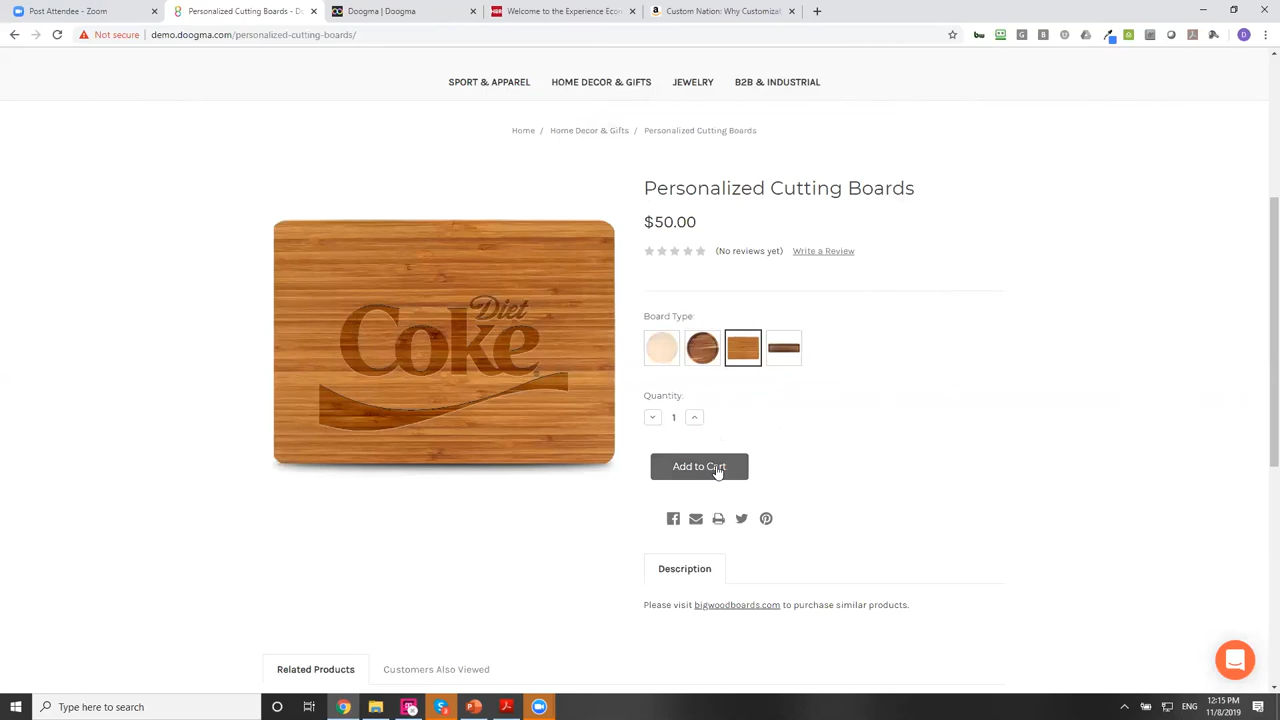 Post Attendee - Zoom
Personalized Cutting Boards - D
Doogma | Doogma
HBR
Welcome to the Experience Econ
Custom Nation: Why Customizat
Not secure
demo.doogma.com/personalized-cutting-boards/
SPORT & APPAREL HOME DECOR & GIFTS JEWELRY B2B & INDUSTRIAL
Home / Home Decor & Gifts / Personalized Cutting Boards
Personalized Cutting Boards
$50.00
(No reviews yet) Write a Review
Diet
Coke
Board Type:
Quantity:
1
Add to Cart
Description
Please visit bigwoodboards.com to purchase similar products.
Related Products
Customers Also Viewed
Type here to search
ENG
12:15 PM
11/8/2019